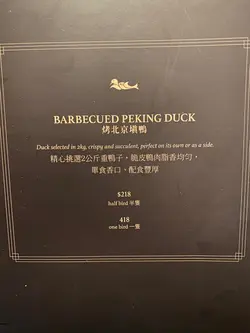 BARBECUED PEKING DUCK
烤北京填鴨
Duck selected in 2kg, crispy and succulent, perfect on its own or as a side.
精心挑選2公斤重鴨子，脆皮鴨肉脂香均勻，
單食香口、配食豐厚
$218
half bird 半隻
418
one bird 一隻